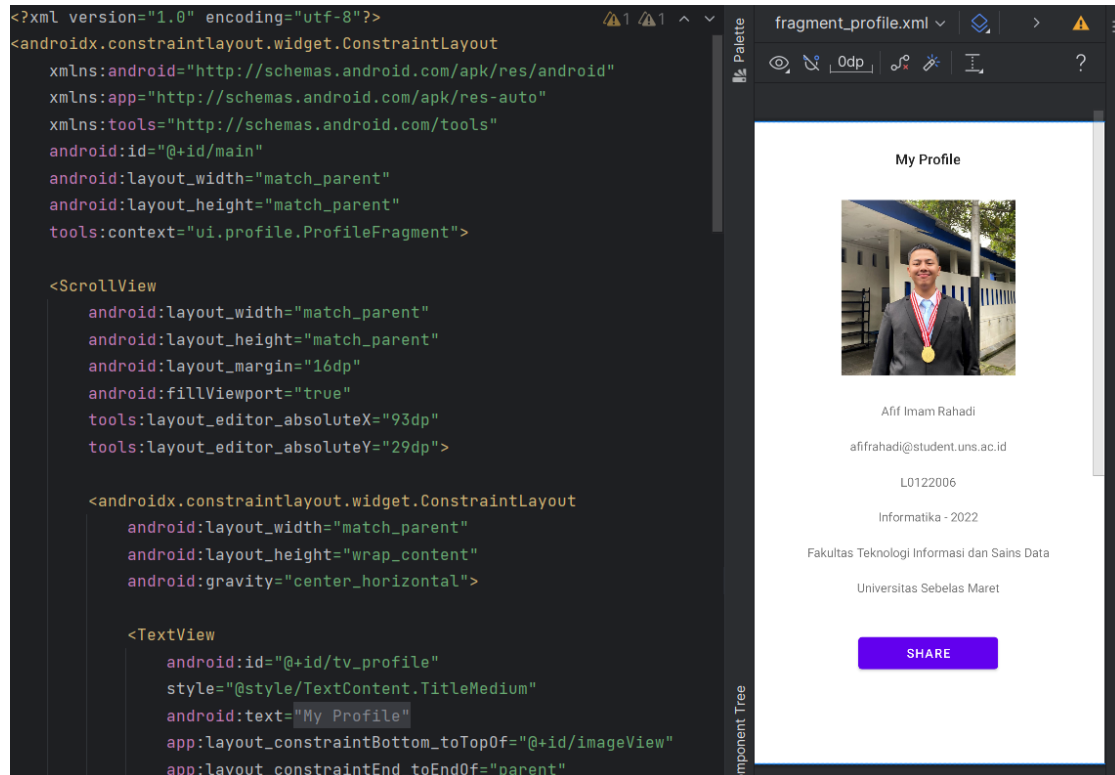 <?xml version="1.0" encoding="utf-8"?>
1 1
<androidx.constraintlayout.widget.ConstraintLayout
xmlns:android="http://schemas.android.com/apk/res/android"
xmlns:app="http://schemas.android.com/apk/res-auto"
xmlns:tools="http://schemas.android.com/tools"
android:id="@+id/main"
android:layout_width="match_parent"
android:layout_height="match_parent"
tools:context="ui.profile.ProfileFragment">
<ScrollView
android:layout_width="match_parent"
android:layout_height="match_parent"
android:layout_margin="16dp"
android:fillViewport="true"
tools:layout_editor_absoluteX="93dp"
tools:layout_editor_absoluteY="29dp">
<androidx.constraintlayout.widget.ConstraintLayout
android:layout_width="match_parent"
android:layout_height="wrap_content"
android:gravity="center_horizontal">
<TextView
android:id="@+id/tv_profile"
style="@style/TextContent.TitleMedium"
android:text="My Profile"
app:layout_constraintBottom_toTopOf="@+id/imageView"
app:layout_constraintEnd_toEndOf="parent"
Palette
mponent Tree
fragment_profile.xml
0dp
?
My Profile
Afif Imam Rahadi
afifrahadi@student.uns.ac.id
L0122006
Informatika - 2022
Fakultas Teknologi Informasi dan Sains Data
Universitas Sebelas Maret
SHARE